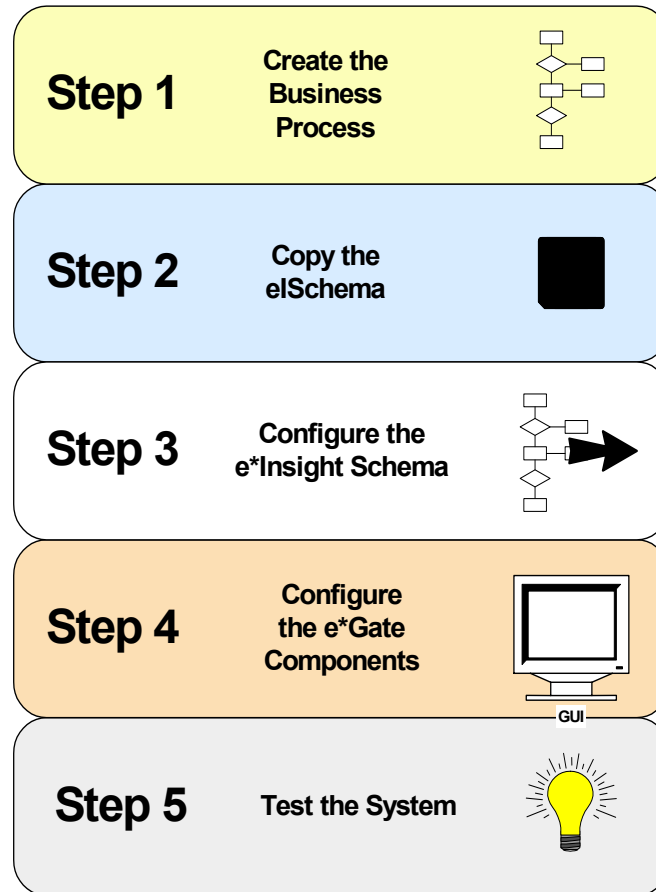 Step 1
Create the
Business
Process
Step 2
Copy the
eISchema
Step 3
Configure the
e*Insight Schema
Step 4
Configure
the e*Gate
Components
GUI
Step 5
Test the System